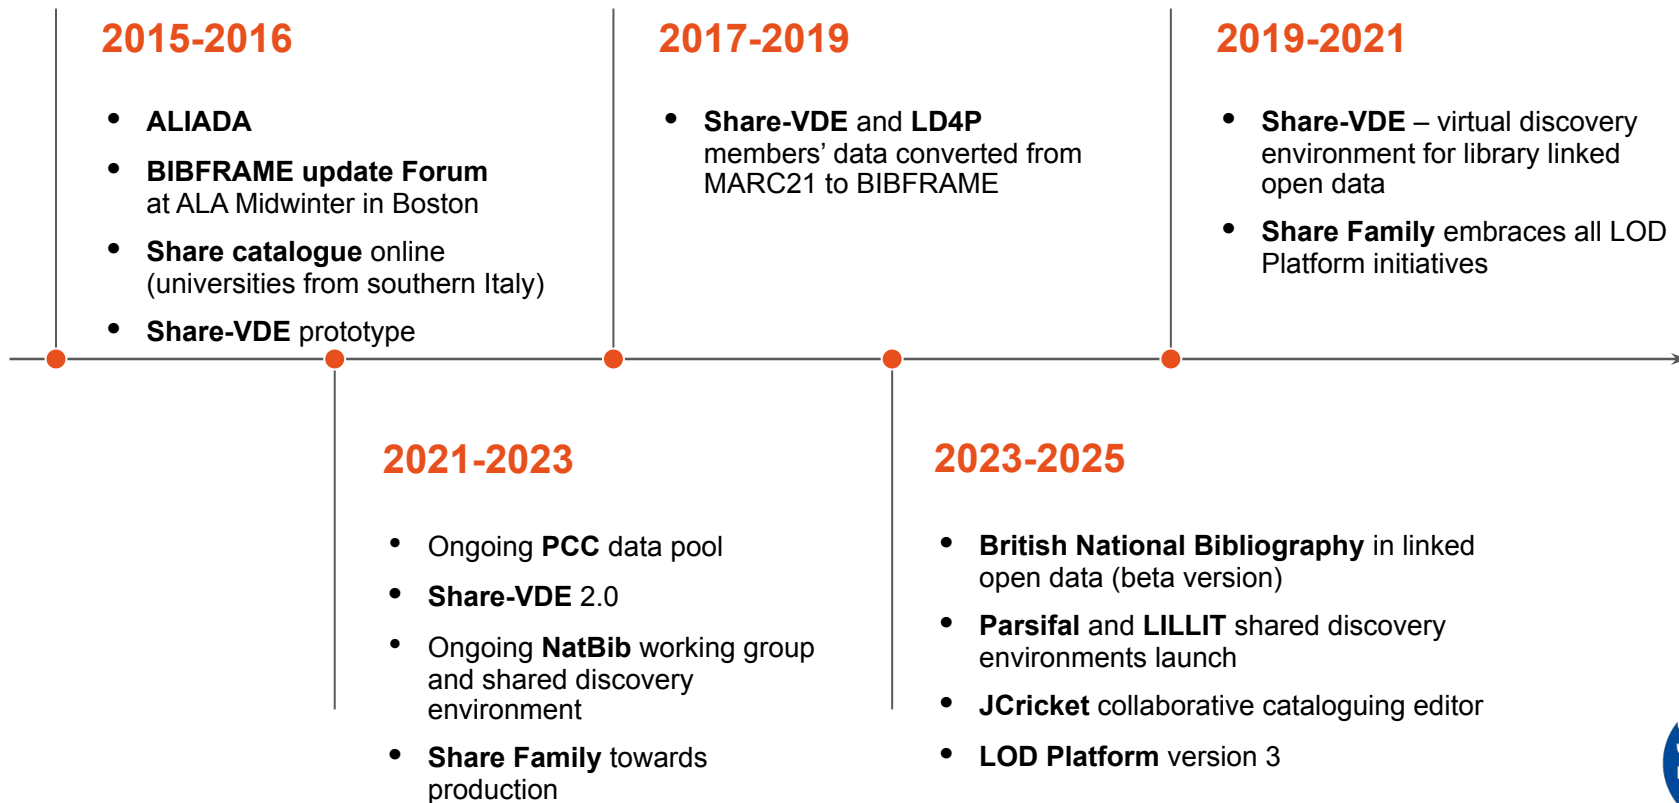 2015-2016
• ALIADA
• BIBFRAME update Forum
at ALA Midwinter in Boston
• Share catalogue online
(universities from southern Italy)
• Share-VDE prototype
2017-2019
• Share-VDE and LD4P
members’ data converted from
MARC21 to BIBFRAME
2019-2021
• Share-VDE – virtual discovery
environment for library linked
open data
• Share Family embraces all LOD
Platform initiatives
2021-2023
• Ongoing PCC data pool
• Share-VDE 2.0
• Ongoing NatBib working group
and shared discovery
environment
• Share Family towards
production
2023-2025
• British National Bibliography in linked
open data (beta version)
• Parsifal and LILLIT shared discovery
environments launch
• JCricket collaborative cataloguing editor
• LOD Platform version 3